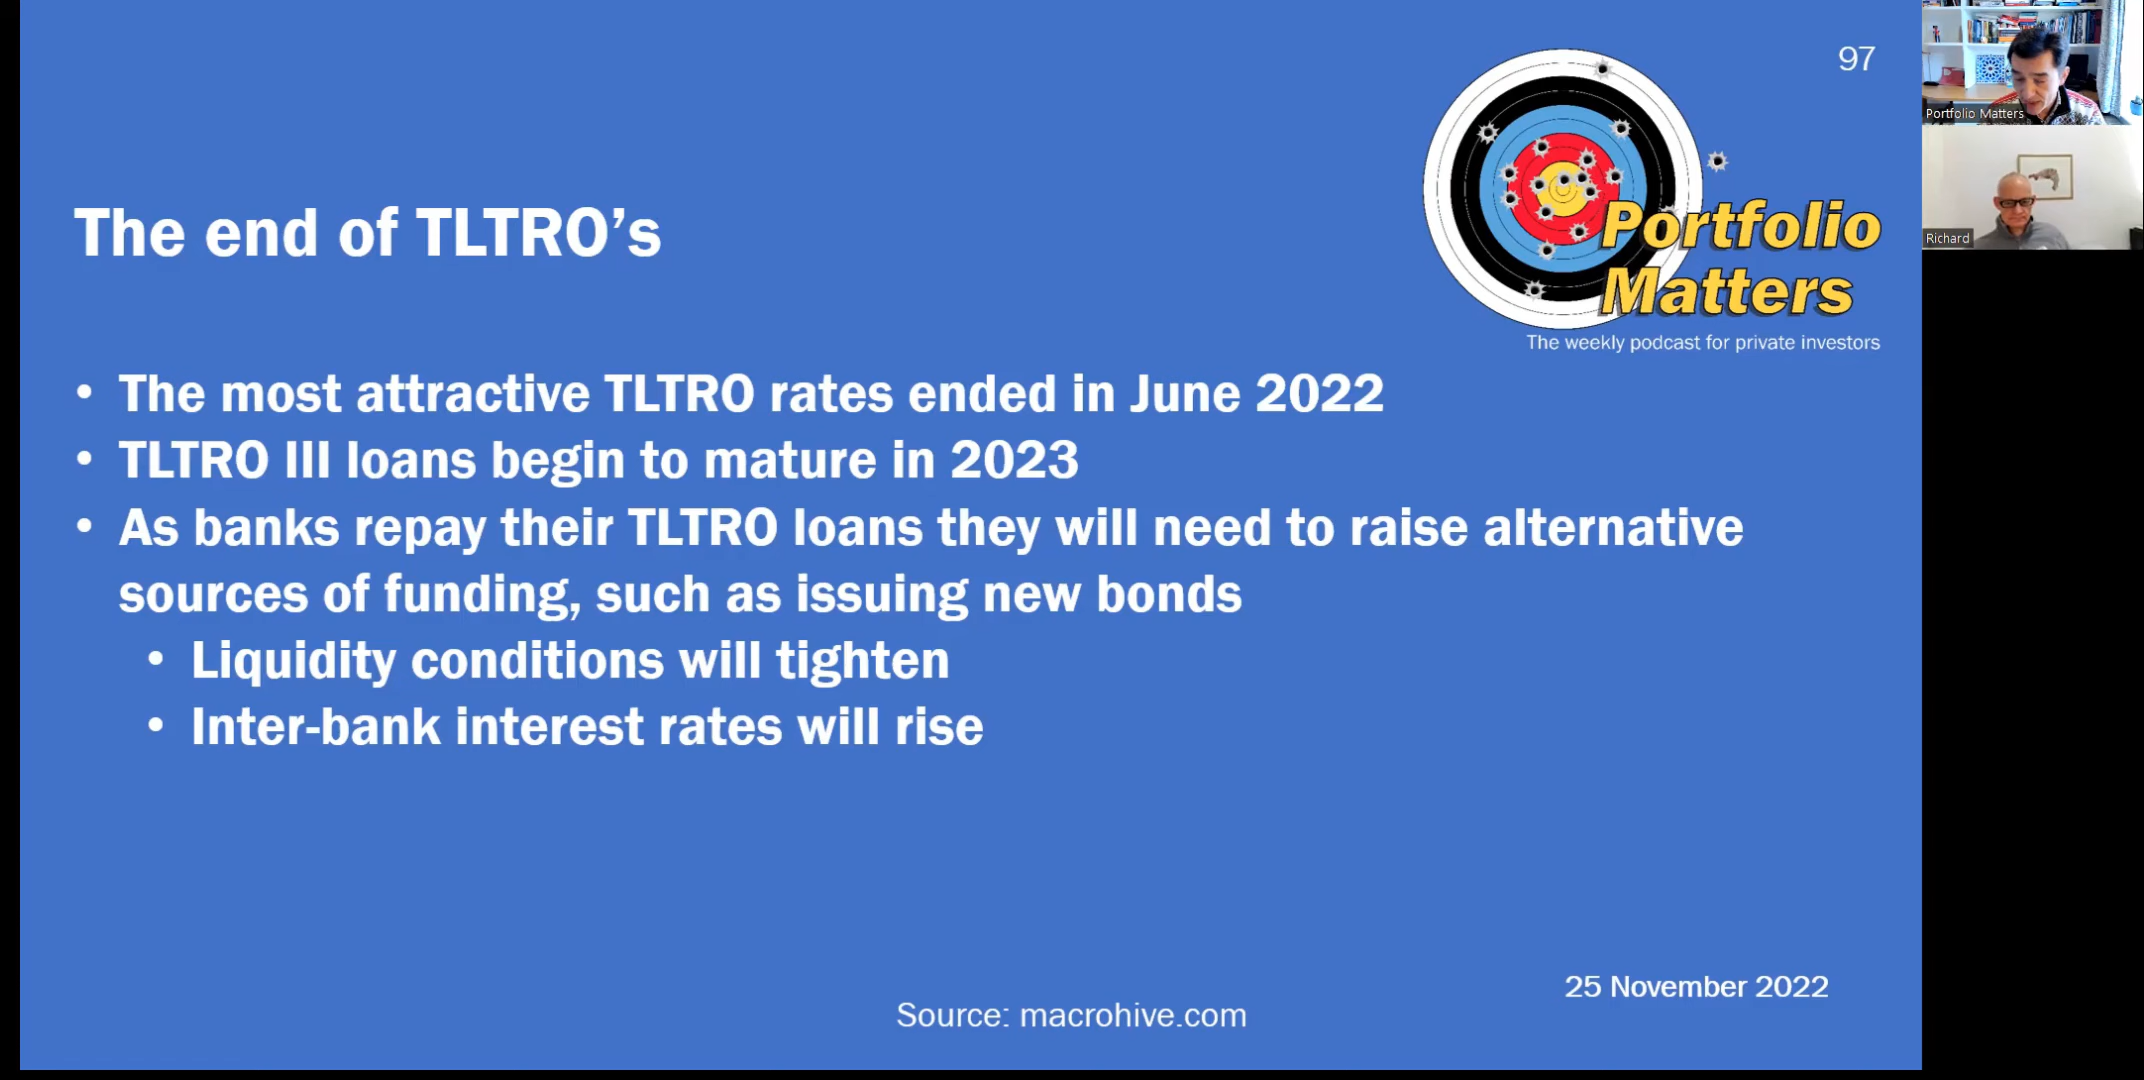 97
Portfolio Matters
Richard
Portfolio
Matters
The weekly podcast for private investors
The end of TLTRO’s
• The most attractive TLTRO rates ended in June 2022
• TLTRO III loans begin to mature in 2023
• As banks repay their TLTRO loans they will need to raise alternative
sources of funding, such as issuing new bonds
• Liquidity conditions will tighten
• Inter-bank interest rates will rise
25 November 2022
Source: macrohive.com